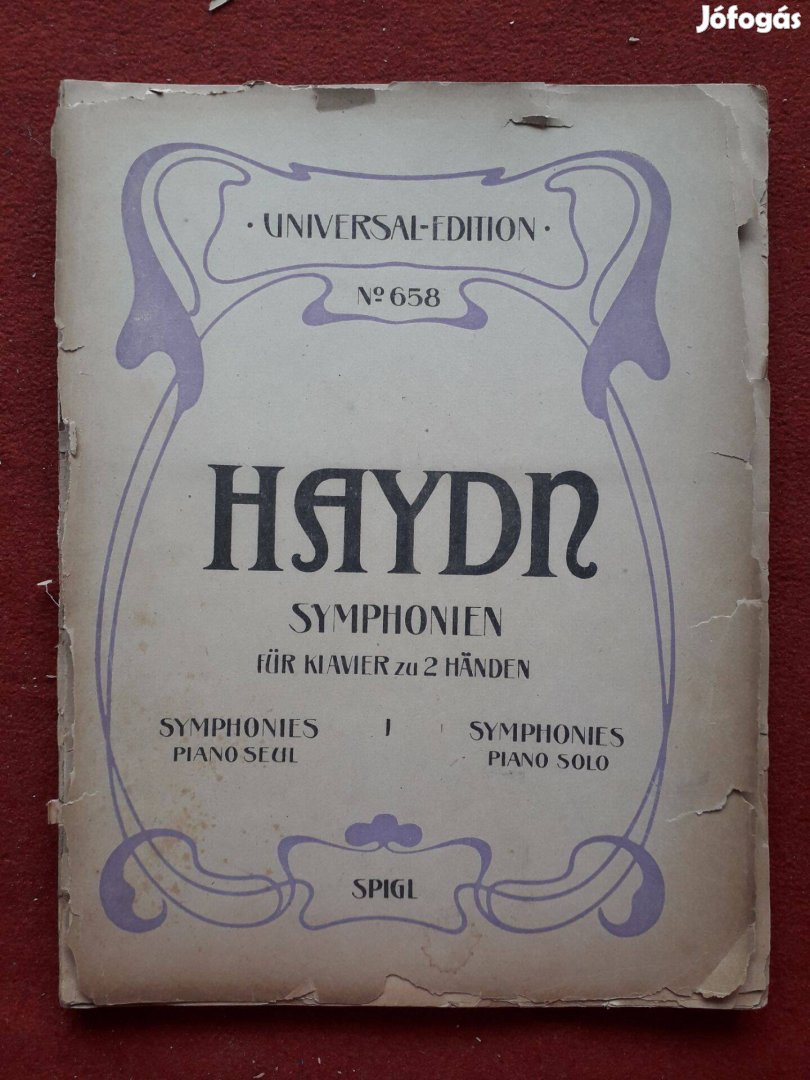 Jófogás
· UNIVERSAL-EDITION ·
Nº 658
HAYDN
SYMPHONIEN
FÜR KLAVIER zu 2 HÄNDEN
SYMPHONIES I SYMPHONIES
PIANO SEUL PIANO SOLO
SPIGL